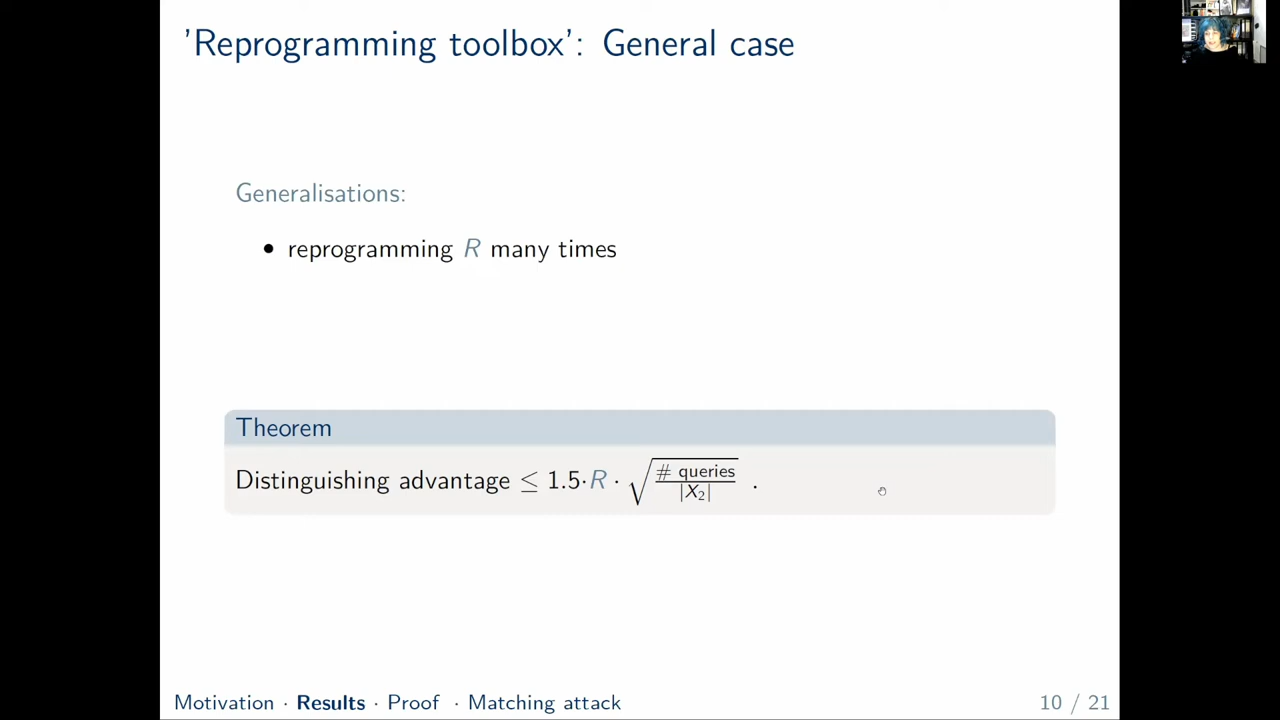 ’Reprogramming toolbox’: General case
Generalisations:
• reprogramming R many times
Theorem
Distinguishing advantage ≤ 1.5·R · √(# queries / |X₂|) .
Motivation · Results · Proof · Matching attack
10 / 21